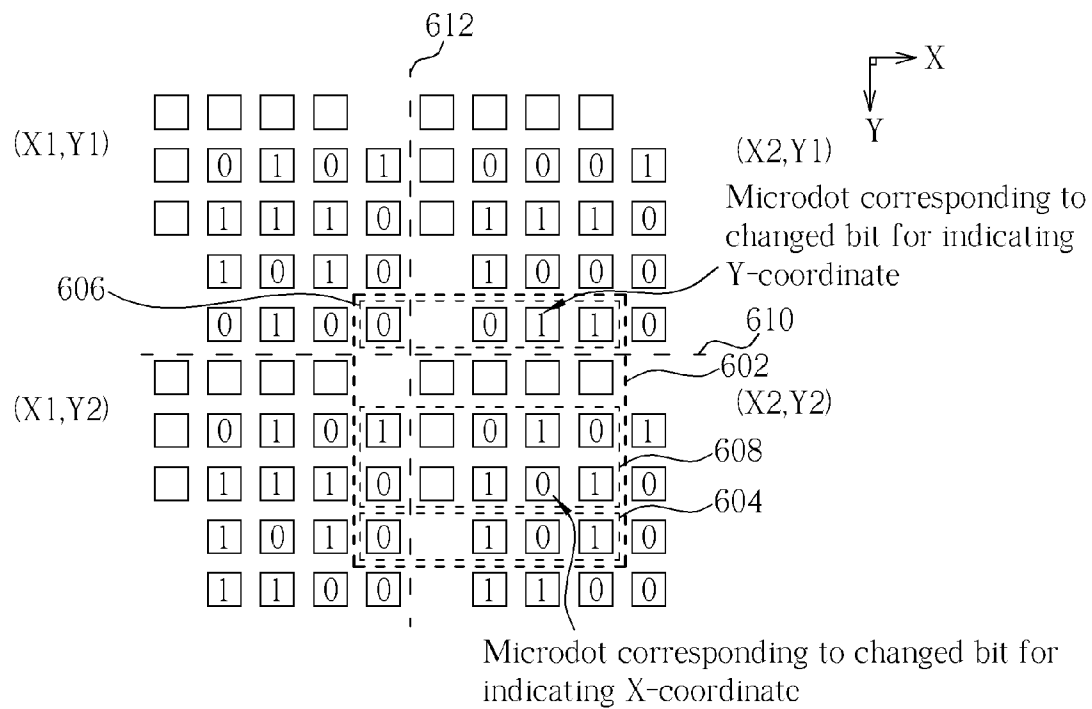 612
X
Y
(X1,Y1)
0 1 0 1 0 0 0 1
(X2,Y1)
1 1 1 0 1 1 1 0
Microdot corresponding to
changed bit for indicating
Y-coordinate
1 0 1 0 1 0 0 0
606
0 1 0 0 0 1 1 0
610
602
(X1,Y2)
(X2,Y2)
0 1 0 1 0 1 0 1
608
1 1 1 0 1 0 1 0
604
1 0 1 0 1 0 1 0
1 1 0 0 1 1 0 0
Microdot corresponding to changed bit for
indicating X-coordinate